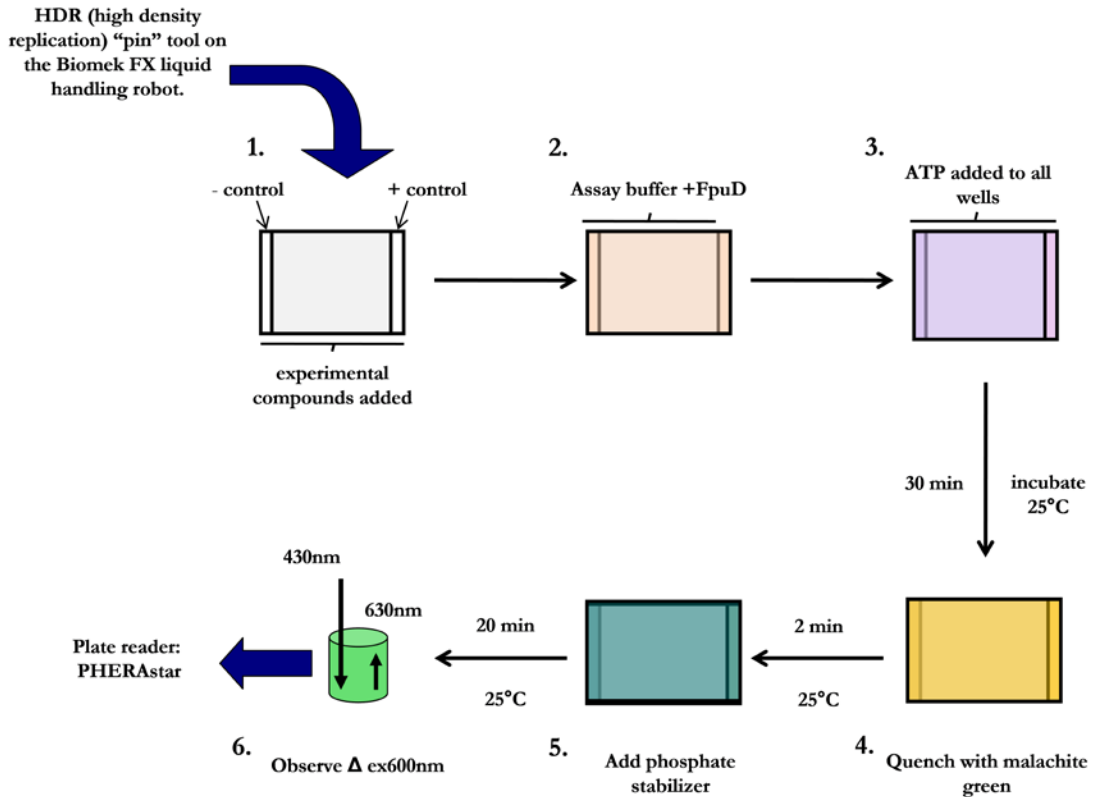 HDR (high density
replication) “pin” tool on
the Biomek FX liquid
handling robot.
1.
- control
+ control
experimental
compounds added
2.
Assay buffer +FpuD
3.
ATP added to all
wells
30 min
incubate
25°C
4.
Quench with malachite
green
2 min
25°C
5.
Add phosphate
stabilizer
20 min
25°C
430nm
630nm
6.
Observe Δ ex600nm
Plate reader:
PHERAstar